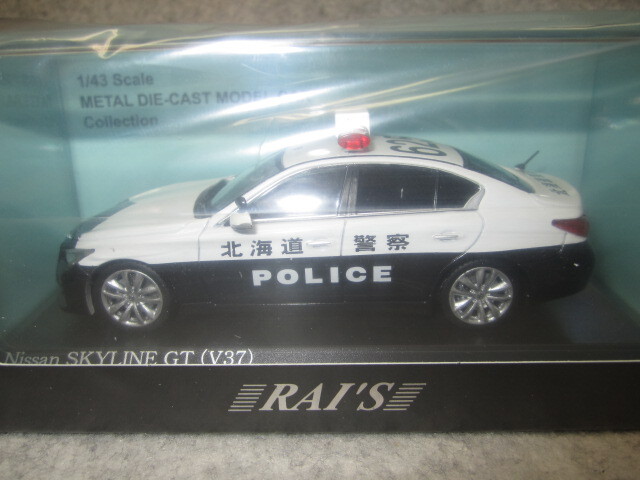 1/43 Scale
METAL DIE-CAST MODEL
Collection
北海道 警察
POLICE
Nissan SKYLINE GT (V37)
RAI'S